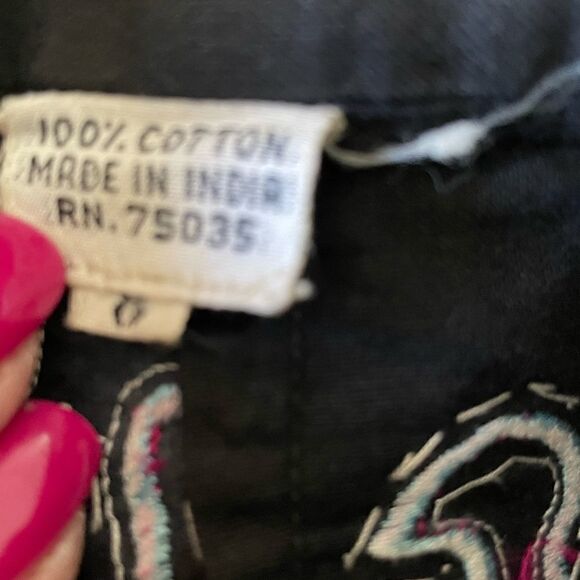 100% COTTON
MADE IN INDIA
RN. 75035